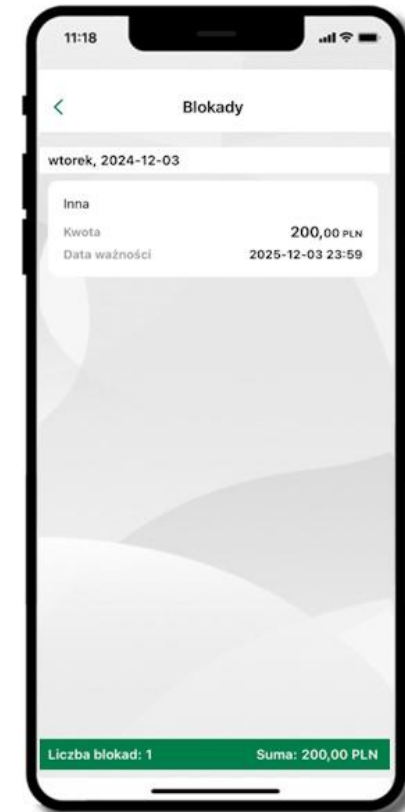 11:18
Blokady
wtorek, 2024-12-03
Inna
Kwota 200,00 PLN
Data ważności 2025-12-03 23:59
Liczba blokad: 1 Suma: 200,00 PLN